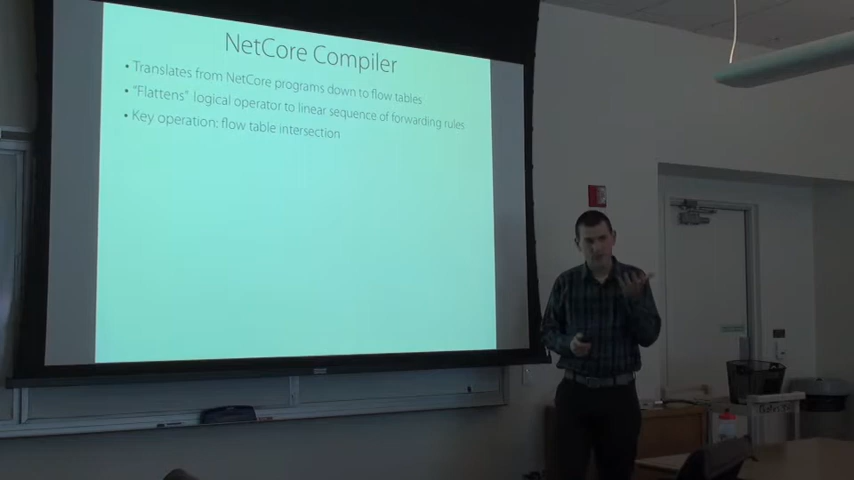 NetCore Compiler
• Translates from NetCore programs down to flow tables
• “Flattens” logical operator to linear sequence of forwarding rules
• Key operation: flow table intersection